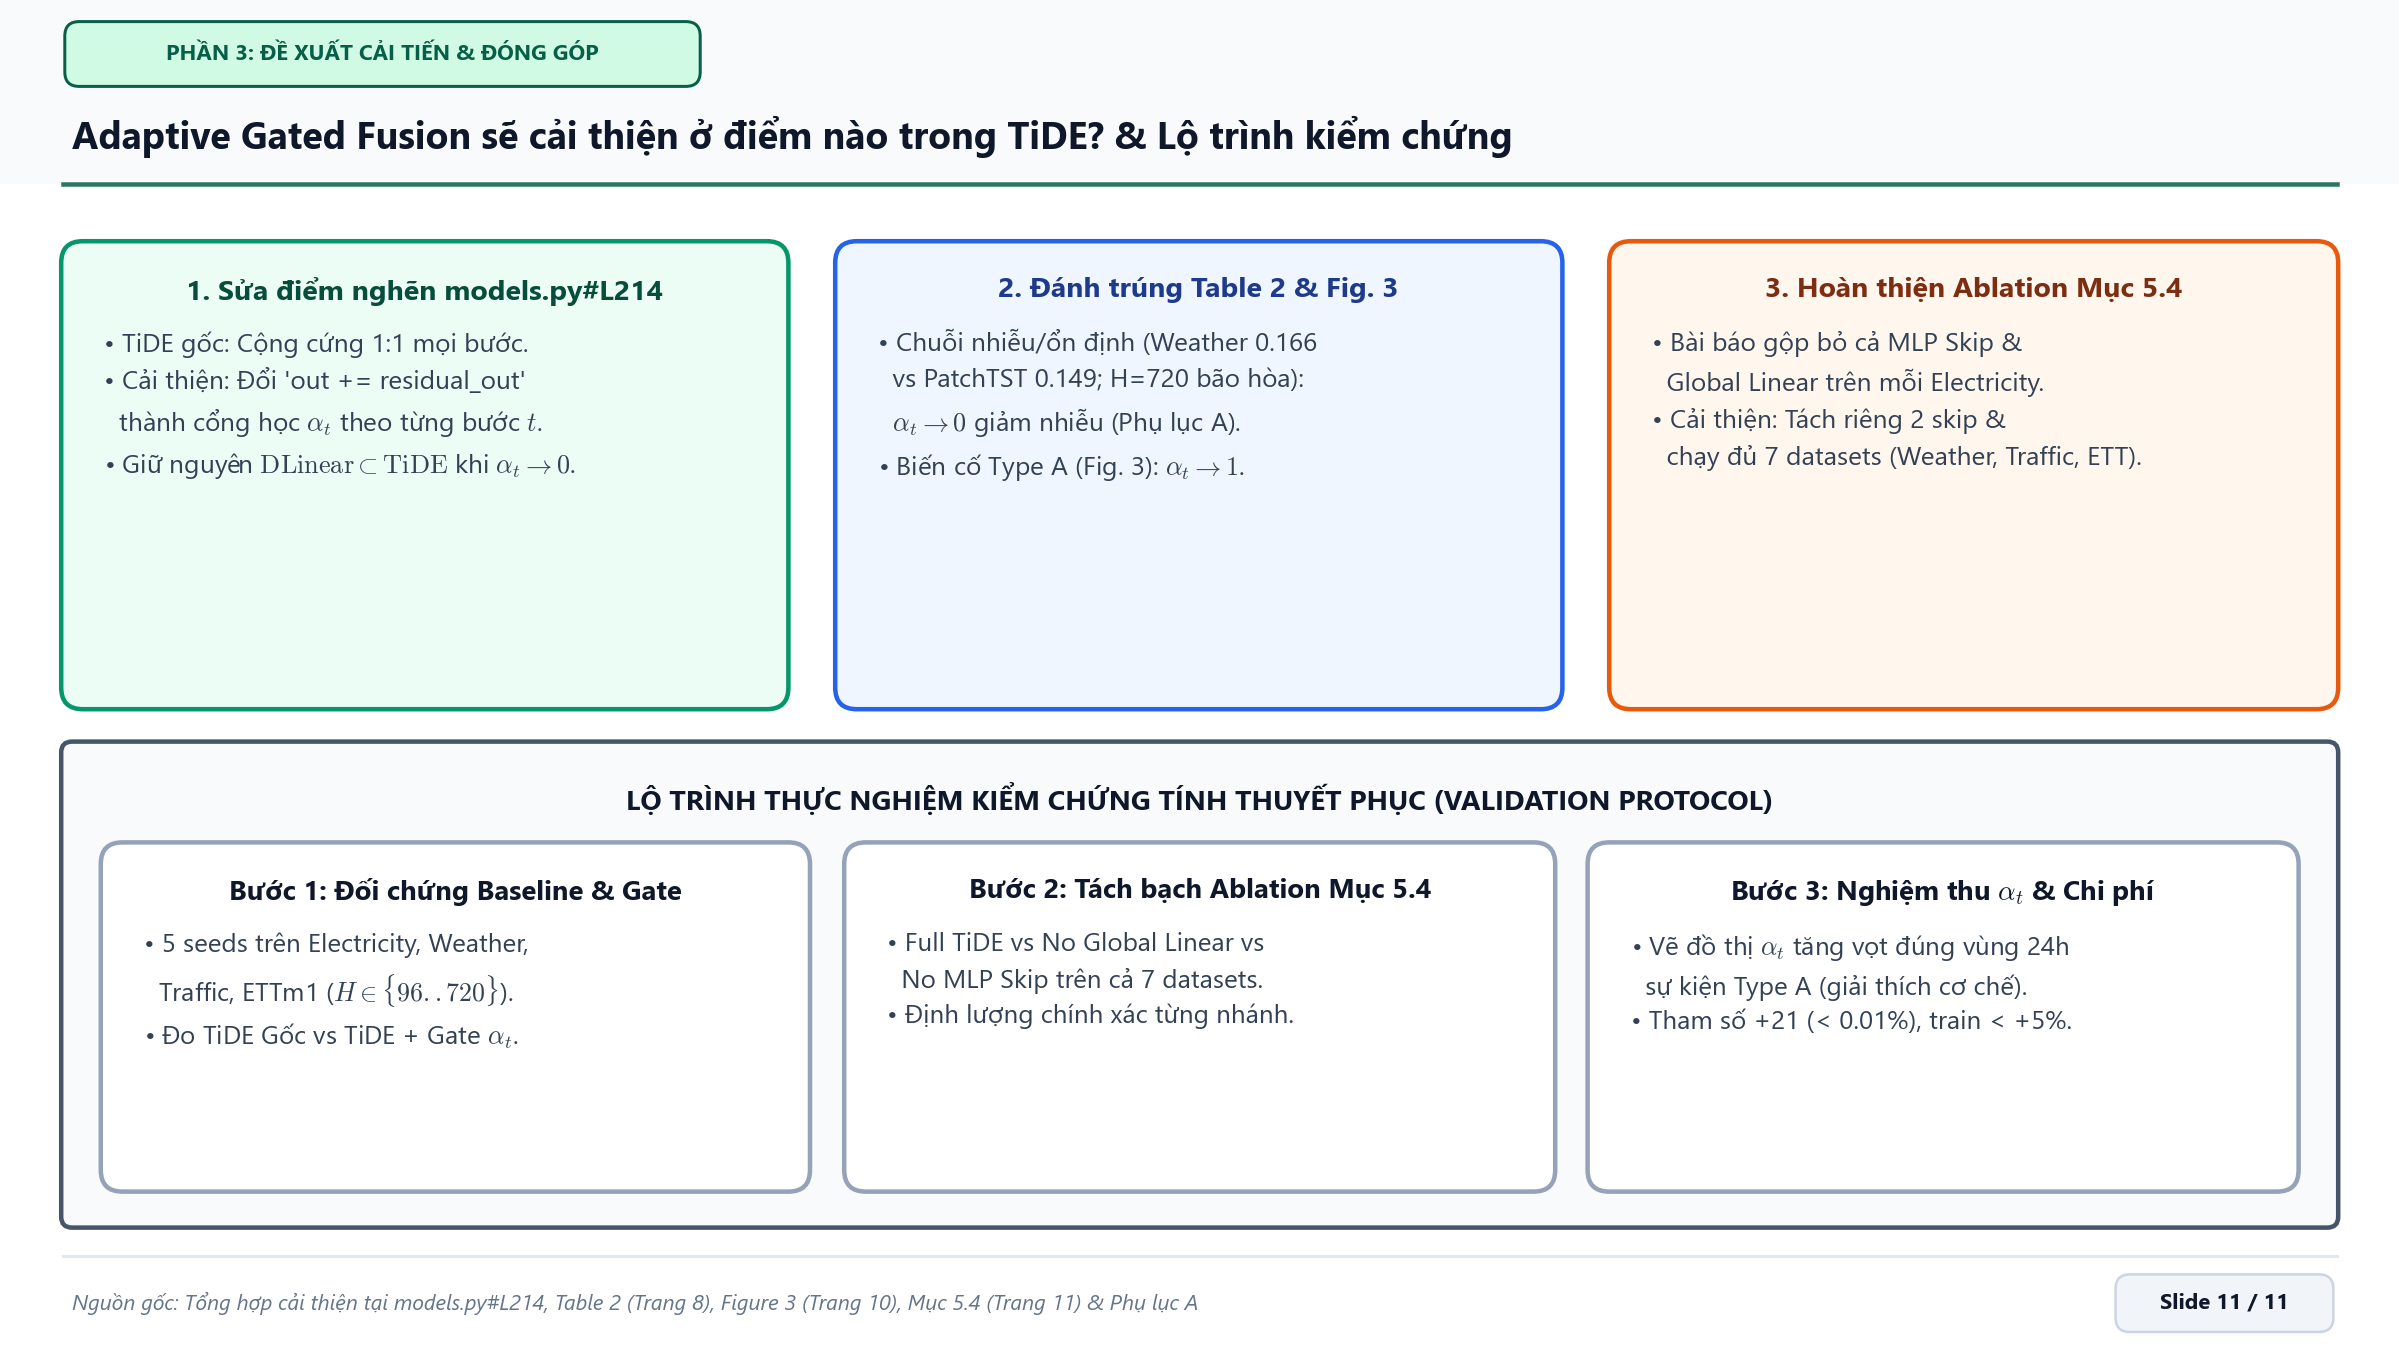 PHẦN 3: ĐỀ XUẤT CẢI TIẾN & ĐÓNG GÓP
Adaptive Gated Fusion sẽ cải thiện ở điểm nào trong TiDE? & Lộ trình kiểm chứng
1. Sửa điểm nghẽn models.py#L214
• TiDE gốc: Cộng cứng 1:1 mọi bước.
• Cải thiện: Đổi 'out += residual_out'
thành cổng học αₜ theo từng bước t.
• Giữ nguyên DLinear ⊂ TiDE khi αₜ → 0.
2. Đánh trúng Table 2 & Fig. 3
• Chuỗi nhiễu/ổn định (Weather 0.166
vs PatchTST 0.149; H=720 bão hòa):
αₜ → 0 giảm nhiễu (Phụ lục A).
• Biến cố Type A (Fig. 3): αₜ → 1.
3. Hoàn thiện Ablation Mục 5.4
• Bài báo gộp bỏ cả MLP Skip &
Global Linear trên mỗi Electricity.
• Cải thiện: Tách riêng 2 skip &
chạy đủ 7 datasets (Weather, Traffic, ETT).
LỘ TRÌNH THỰC NGHIỆM KIỂM CHỨNG TÍNH THUYẾT PHỤC (VALIDATION PROTOCOL)
Bước 1: Đối chứng Baseline & Gate
• 5 seeds trên Electricity, Weather,
Traffic, ETTm1 (H ∈ {96..720}).
• Đo TiDE Gốc vs TiDE + Gate αₜ.
Bước 2: Tách bạch Ablation Mục 5.4
• Full TiDE vs No Global Linear vs
No MLP Skip trên cả 7 datasets.
• Định lượng chính xác từng nhánh.
Bước 3: Nghiệm thu αₜ & Chi phí
• Vẽ đồ thị αₜ tăng vọt đúng vùng 24h
sự kiện Type A (giải thích cơ chế).
• Tham số +21 (< 0.01%), train < +5%.
Nguồn gốc: Tổng hợp cải thiện tại models.py#L214, Table 2 (Trang 8), Figure 3 (Trang 10), Mục 5.4 (Trang 11) & Phụ lục A
Slide 11 / 11